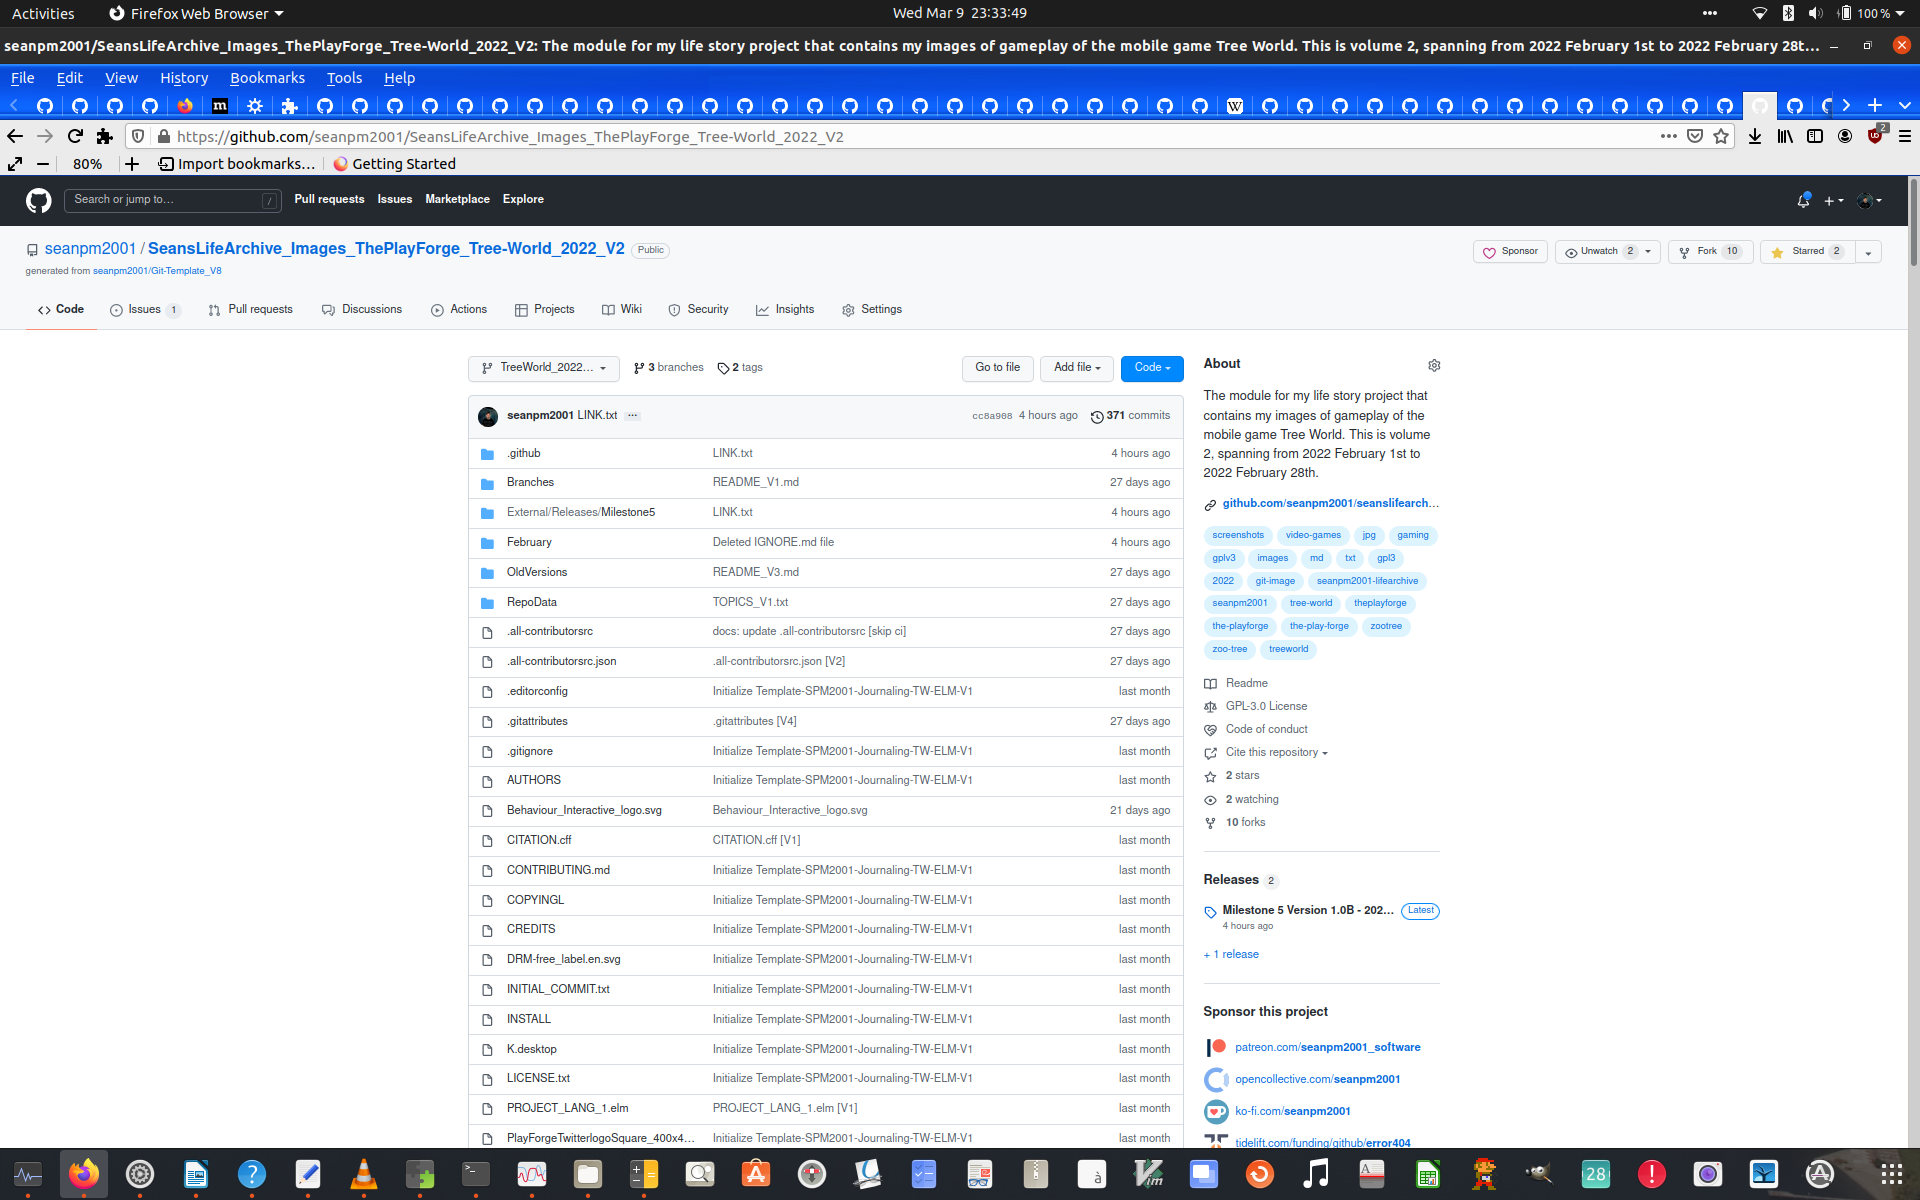 Activities
Firefox Web Browser
Wed Mar 9 23:33:49
100 %
seanpm2001/SeansLifeArchive_Images_ThePlayForge_Tree-World_2022_V2: The module for my life story project that contains my images of gameplay of the mobile game Tree World. This is volume 2, spanning from 2022 February 1st to 2022 February 28t…
File Edit View History Bookmarks Tools Help
https://github.com/seanpm2001/SeansLifeArchive_Images_ThePlayForge_Tree-World_2022_V2
2
80%
Import bookmarks…
Getting Started
Search or jump to…
/
Pull requests Issues Marketplace Explore
seanpm2001 / SeansLifeArchive_Images_ThePlayForge_Tree-World_2022_V2 Public
generated from seanpm2001/Git-Template_V8
Sponsor
Unwatch 2
Fork 10
Starred 2
Code
Issues 1
Pull requests
Discussions
Actions
Projects
Wiki
Security
Insights
Settings
TreeWorld_2022…
3 branches
2 tags
Go to file
Add file
Code
seanpm2001 LINK.txt … cc8a908 4 hours ago 371 commits
.github LINK.txt 4 hours ago
Branches README_V1.md 27 days ago
External/Releases/Milestone5 LINK.txt 4 hours ago
February Deleted IGNORE.md file 4 hours ago
OldVersions README_V3.md 27 days ago
RepoData TOPICS_V1.txt 27 days ago
.all-contributorsrc docs: update .all-contributorsrc [skip ci] 27 days ago
.all-contributorsrc.json .all-contributorsrc.json [V2] 27 days ago
.editorconfig Initialize Template-SPM2001-Journaling-TW-ELM-V1 last month
.gitattributes .gitattributes [V4] 27 days ago
.gitignore Initialize Template-SPM2001-Journaling-TW-ELM-V1 last month
AUTHORS Initialize Template-SPM2001-Journaling-TW-ELM-V1 last month
Behaviour_Interactive_logo.svg Behaviour_Interactive_logo.svg 21 days ago
CITATION.cff CITATION.cff [V1] last month
CONTRIBUTING.md Initialize Template-SPM2001-Journaling-TW-ELM-V1 last month
COPYINGL Initialize Template-SPM2001-Journaling-TW-ELM-V1 last month
CREDITS Initialize Template-SPM2001-Journaling-TW-ELM-V1 last month
DRM-free_label.en.svg Initialize Template-SPM2001-Journaling-TW-ELM-V1 last month
INITIAL_COMMIT.txt Initialize Template-SPM2001-Journaling-TW-ELM-V1 last month
INSTALL Initialize Template-SPM2001-Journaling-TW-ELM-V1 last month
K.desktop Initialize Template-SPM2001-Journaling-TW-ELM-V1 last month
LICENSE.txt Initialize Template-SPM2001-Journaling-TW-ELM-V1 last month
PROJECT_LANG_1.elm PROJECT_LANG_1.elm [V1] last month
PlayForgeTwitterlogoSquare_400x4… Initialize Template-SPM2001-Journaling-TW-ELM-V1 last month
About
The module for my life story project that
contains my images of gameplay of the
mobile game Tree World. This is volume
2, spanning from 2022 February 1st to
2022 February 28th.
github.com/seanpm2001/seanslifearch…
screenshots video-games jpg gaming
gplv3 images md txt gpl3
2022 git-image seanpm2001-lifearchive
seanpm2001 tree-world theplayforge
the-playforge the-play-forge zootree
zoo-tree treeworld
Readme
GPL-3.0 License
Code of conduct
Cite this repository
2 stars
2 watching
10 forks
Releases 2
Milestone 5 Version 1.0B - 202… Latest
4 hours ago
+ 1 release
Sponsor this project
patreon.com/seanpm2001_software
opencollective.com/seanpm2001
ko-fi.com/seanpm2001
tidelift.com/funding/github/error404
28